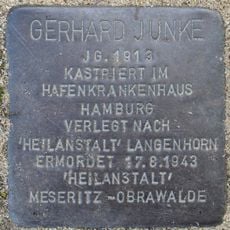 GERHARD JUNKE
JG. 1913
KASTRIERT IM
HAFENKRANKENHAUS
HAMBURG
VERLEGT NACH
'HEILANSTALT' LANGENHORN
ERMORDET 17.8.1943
'HEILANSTALT'
MESERITZ-OBRAWALDE